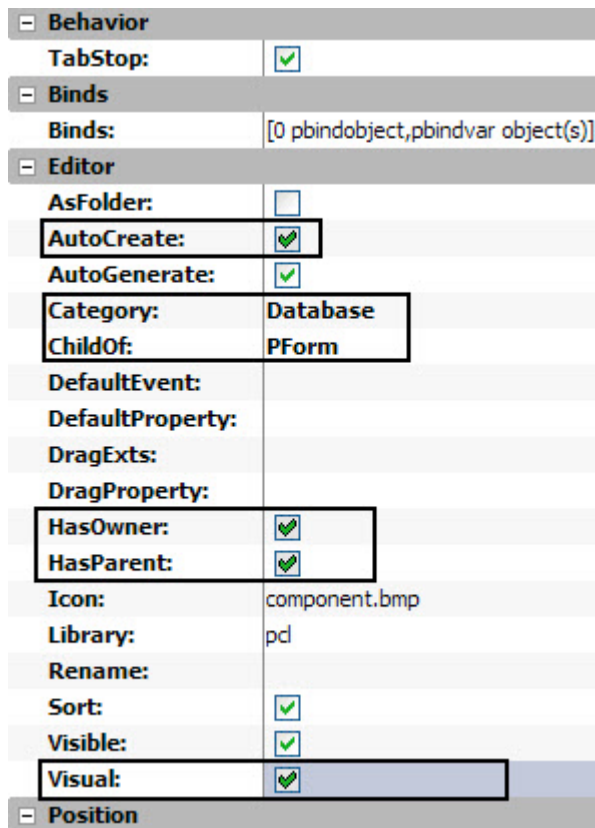 Behavior
TabStop:
Binds
Binds: [0 pbindobject,pbindvar object(s)]
Editor
AsFolder:
AutoCreate:
AutoGenerate:
Category: Database
ChildOf: PForm
DefaultEvent:
DefaultProperty:
DragExts:
DragProperty:
HasOwner:
HasParent:
Icon: component.bmp
Library: pcl
Rename:
Sort:
Visible:
Visual:
Position